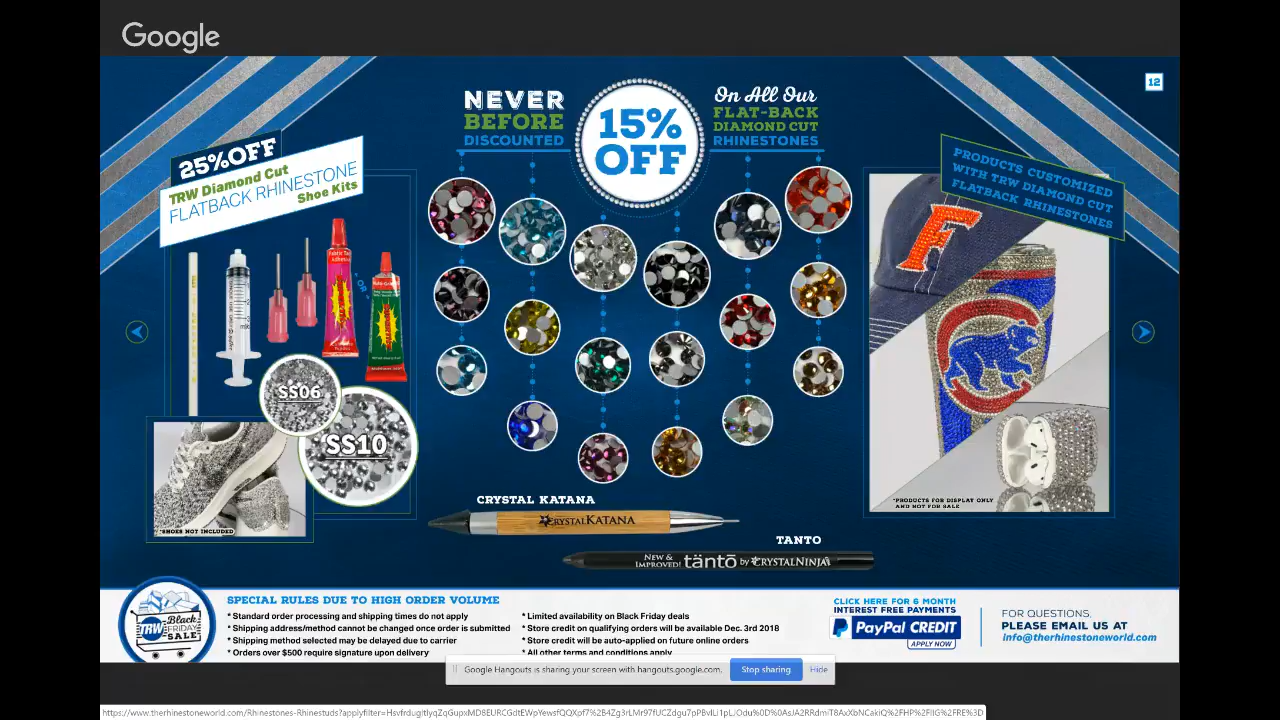 Google
12
NEVER
BEFORE
DISCOUNTED
15%
OFF
On All Our
FLAT-BACK
DIAMOND CUT
RHINESTONES
25% OFF
TRW Diamond Cut
FLATBACK RHINESTONE
Shoe Kits
PRODUCTS CUSTOMIZED
WITH TRW DIAMOND CUT
FLATBACK RHINESTONES
< OR >
SS06
SS10
*SHOES NOT INCLUDED
F
*PRODUCTS FOR DISPLAY ONLY
AND NOT FOR SALE
CRYSTAL KATANA
CRYSTALKATANA
TANTO
NEW &
IMPROVED! täntō BY CRYSTALNINJA
TRW Black
FRIDAY
SALE
SPECIAL RULES DUE TO HIGH ORDER VOLUME
* Standard order processing and shipping times do not apply
* Shipping address/method cannot be changed once order is submitted
* Shipping method selected may be delayed due to carrier
* Orders over $500 require signature upon delivery
* Limited availability on Black Friday deals
* Store credit on qualifying orders will be available Dec. 3rd 2018
* Store credit will be auto-applied on future online orders
* All other terms and conditions apply
CLICK HERE FOR 6 MONTH
INTEREST FREE PAYMENTS
PayPal CREDIT
APPLY NOW
FOR QUESTIONS,
PLEASE EMAIL US AT
info@therhinestoneworld.com
Google Hangouts is sharing your screen with hangouts.google.com.
Stop sharing
Hide